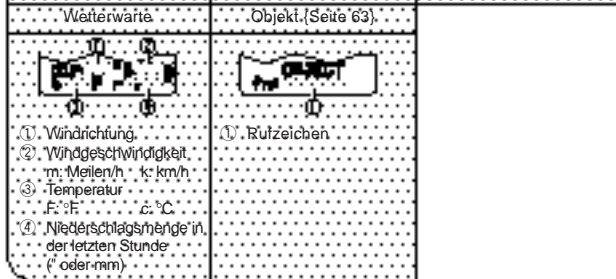 Wetterwarte
① ②
③ ④
① Windrichtung
② Windgeschwindigkeit
m: Meilen/h k: km/h
③ Temperatur
F: °F c: °C
④ Niederschlagsmenge in
der letzten Stunde
(" oder mm)
Objekt {Seite 63}
①
① Rufzeichen